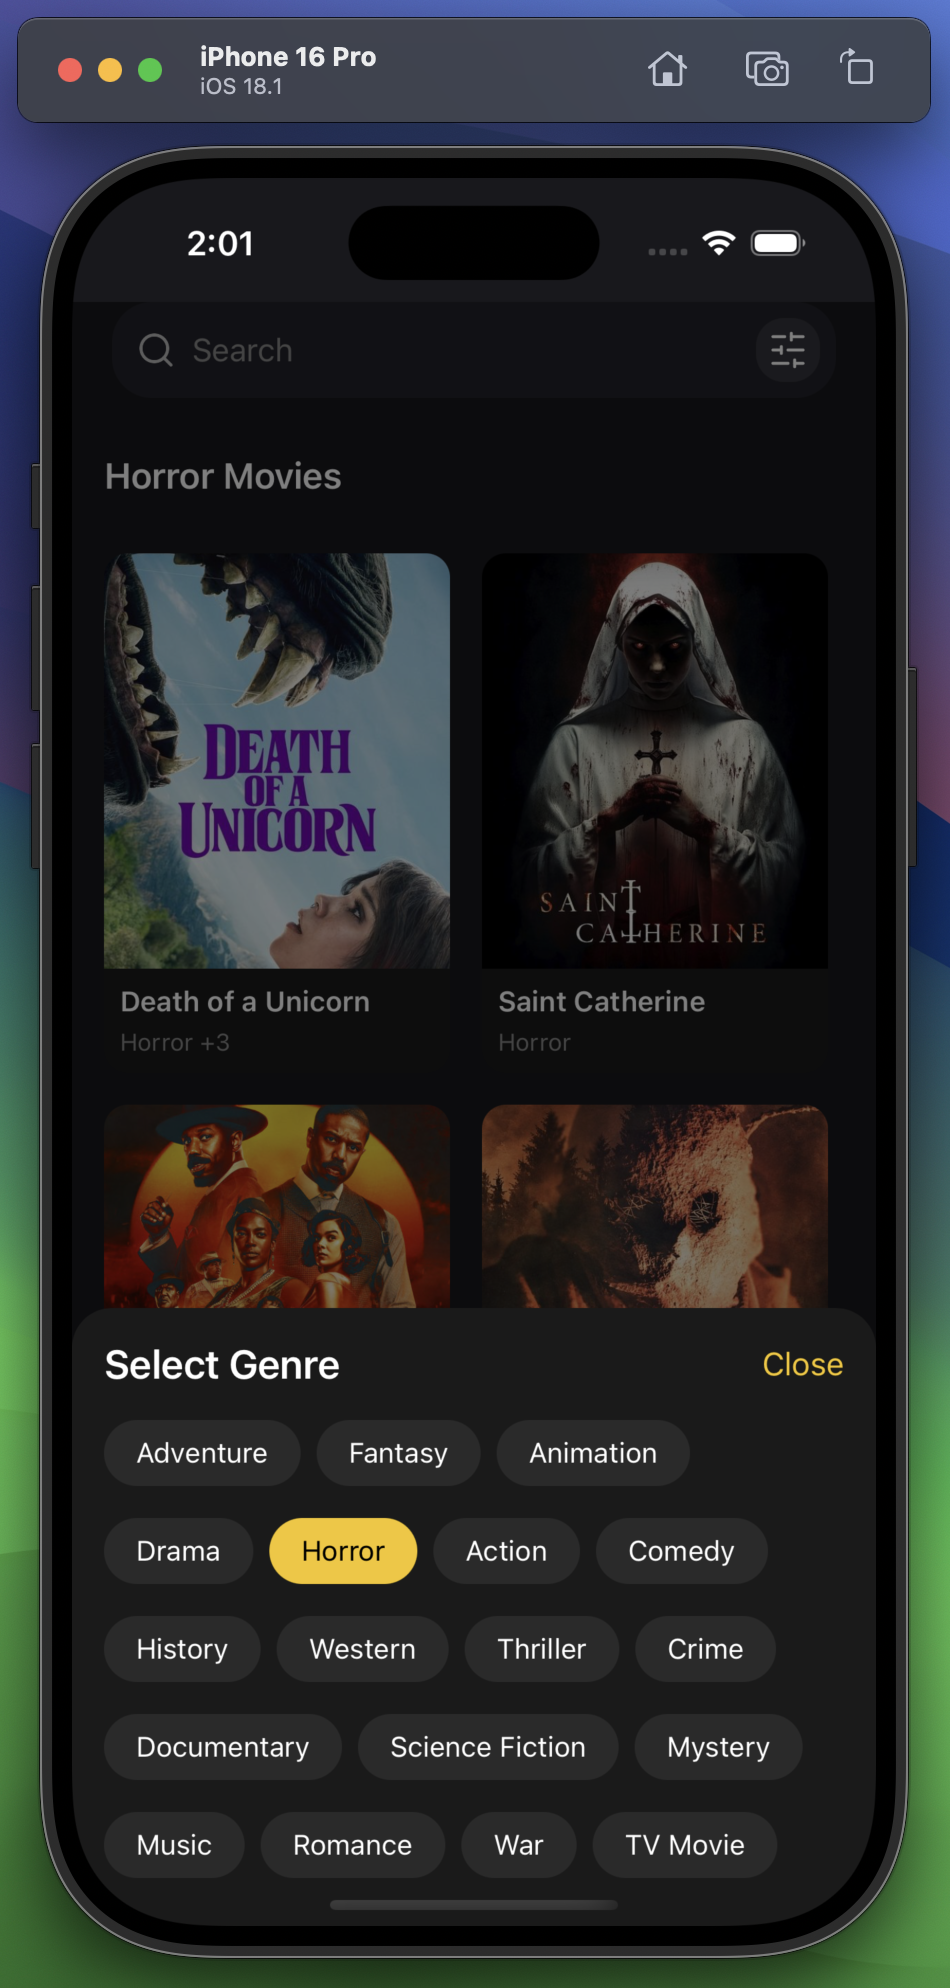 iPhone 16 Pro
iOS 18.1
2:01
Search
Horror Movies
DEATH
OF A
UNICORN
SAINT
CATHERINE
Death of a Unicorn
Saint Catherine
Horror +3
Horror
Select Genre
Close
Adventure
Fantasy
Animation
Drama
Horror
Action
Comedy
History
Western
Thriller
Crime
Documentary
Science Fiction
Mystery
Music
Romance
War
TV Movie